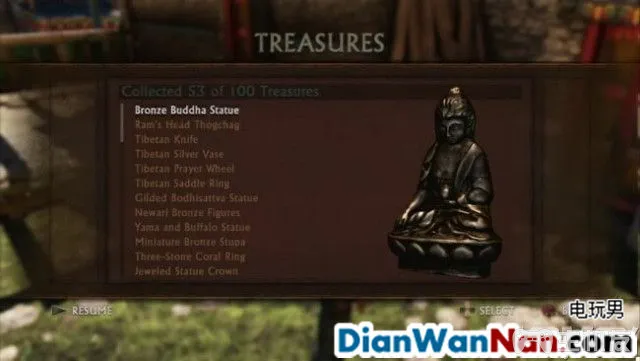 TREASURES
Collected 53 of 100 Treasures
Bronze Buddha Statue
Ram's Head Thogchag
Tibetan Knife
Tibetan Silver Vase
Tibetan Prayer Wheel
Tibetan Saddle Ring
Gilded Bodhisattva Statue
Newari Bronze Figures
Yama and Buffalo Statue
Miniature Bronze Stupa
Three-Stone Coral Ring
Jeweled Statue Crown
RESUME
SELECT
电玩男
DianWanNan.com